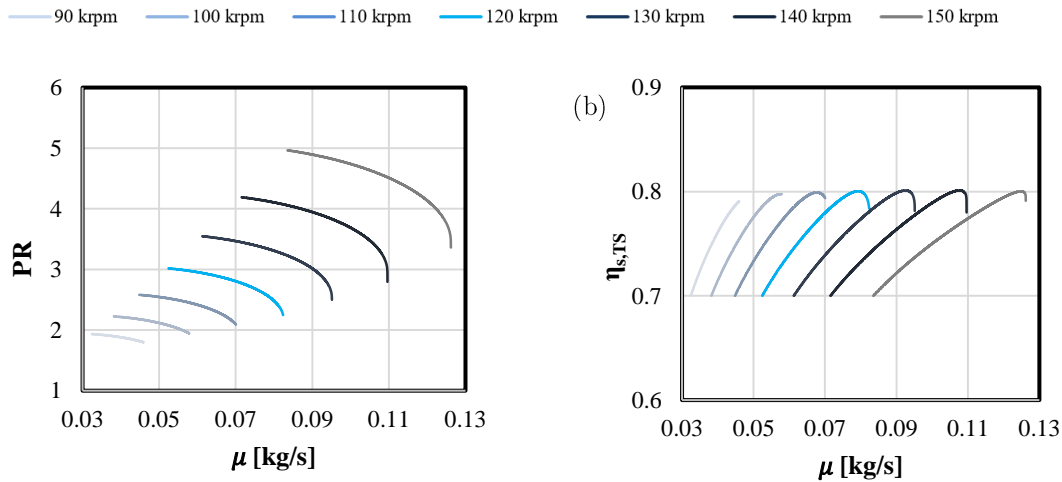 90 krpm 100 krpm 110 krpm 120 krpm 130 krpm 140 krpm 150 krpm
PR
6
5
4
3
2
1
0.03 0.05 0.07 0.09 0.11 0.13
μ [kg/s]
(b)
ηs,TS
0.9
0.8
0.7
0.6
0.03 0.05 0.07 0.09 0.11 0.13
μ [kg/s]